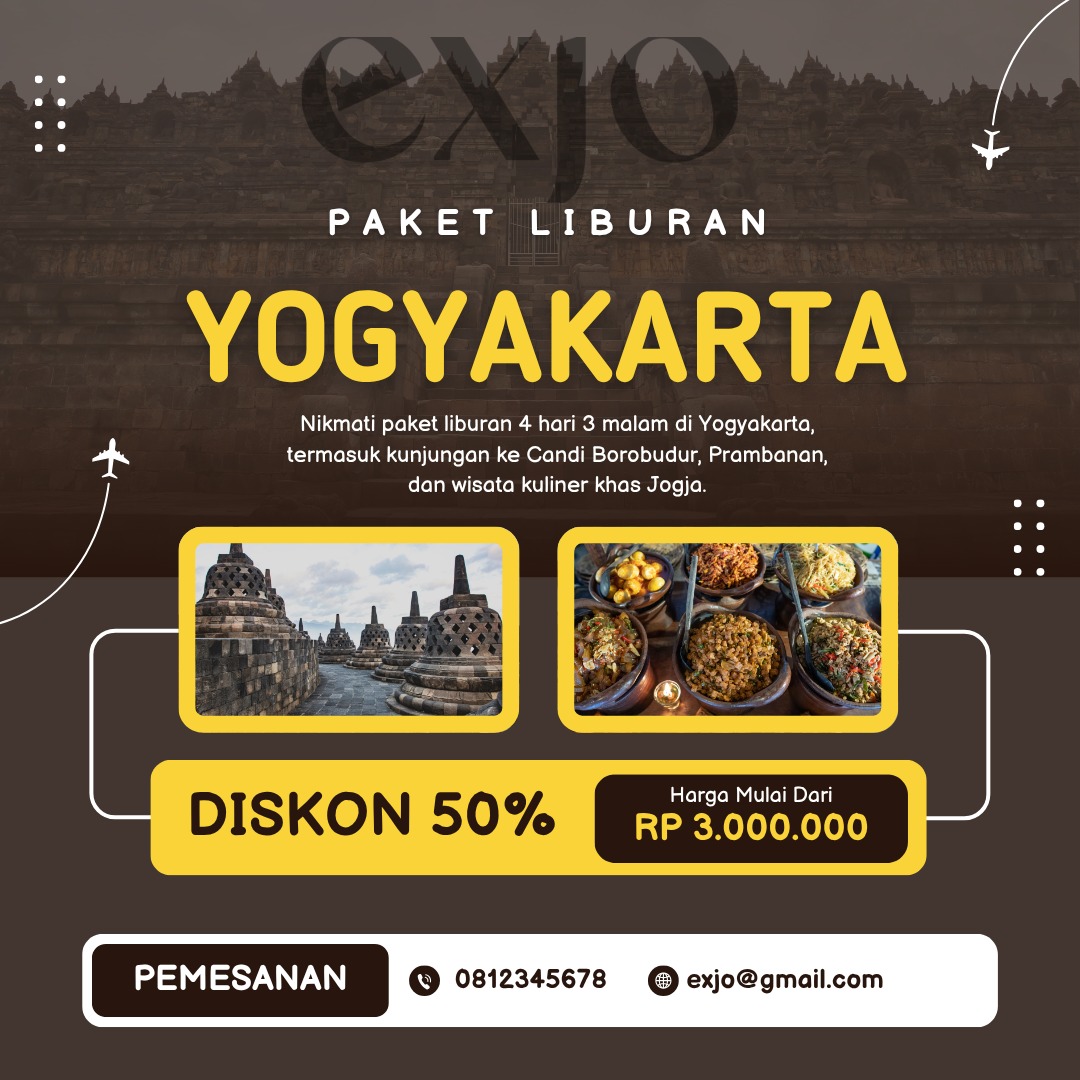 exjo
PAKET LIBURAN
YOGYAKARTA
Nikmati paket liburan 4 hari 3 malam di Yogyakarta,
termasuk kunjungan ke Candi Borobudur, Prambanan,
dan wisata kuliner khas Jogja.
DISKON 50%
Harga Mulai Dari
RP 3.000.000
PEMESANAN
0812345678
exjo@gmail.com